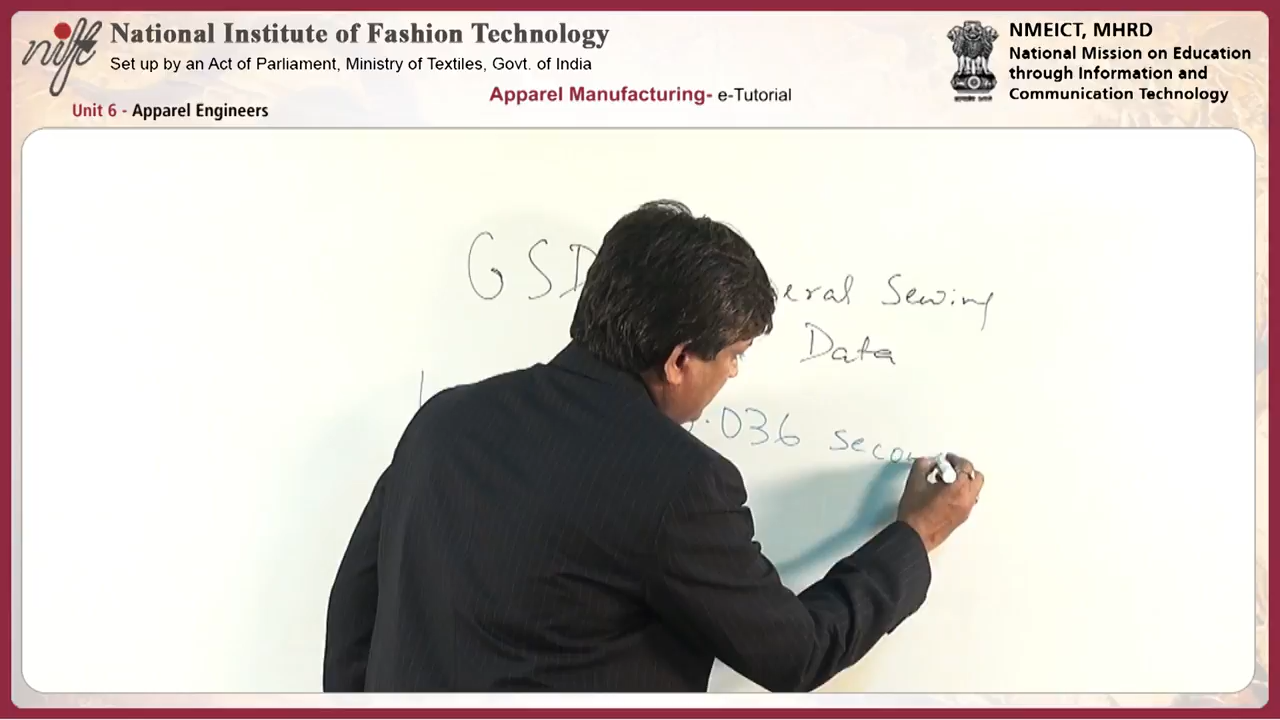 nift
National Institute of Fashion Technology
Set up by an Act of Parliament, Ministry of Textiles, Govt. of India
Apparel Manufacturing- e-Tutorial
Unit 6 - Apparel Engineers
NMEICT, MHRD
National Mission on Education
through Information and
Communication Technology
GSD eral Sewing
Data
.036 secon